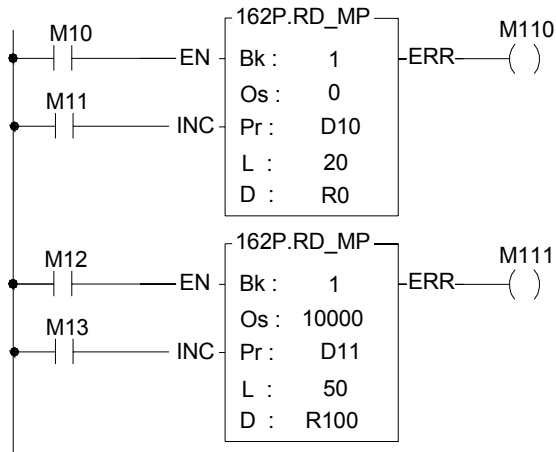 162P.RD_MP
M110
M10
EN Bk : 1 ERR ( )
M11
Os : 0
INC Pr : D10
L : 20
D : R0
162P.RD_MP
M111
M12
EN Bk : 1 ERR ( )
M13
Os : 10000
INC Pr : D11
L : 50
D : R100